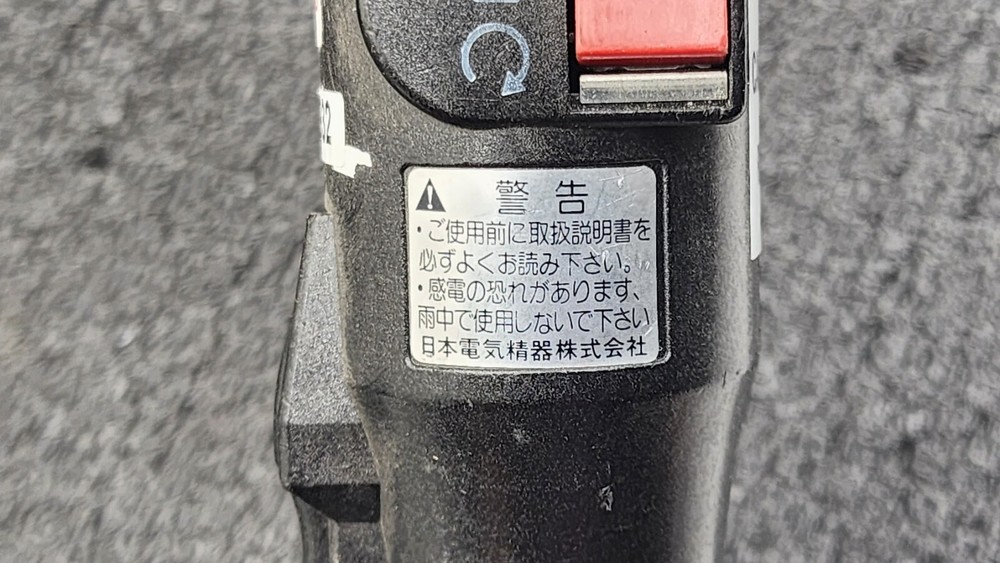 警告
・ご使用前に取扱説明書を
必ずよくお読み下さい。
・感電の恐れがあります、
雨中で使用しないで下さい
日本電気精器株式会社